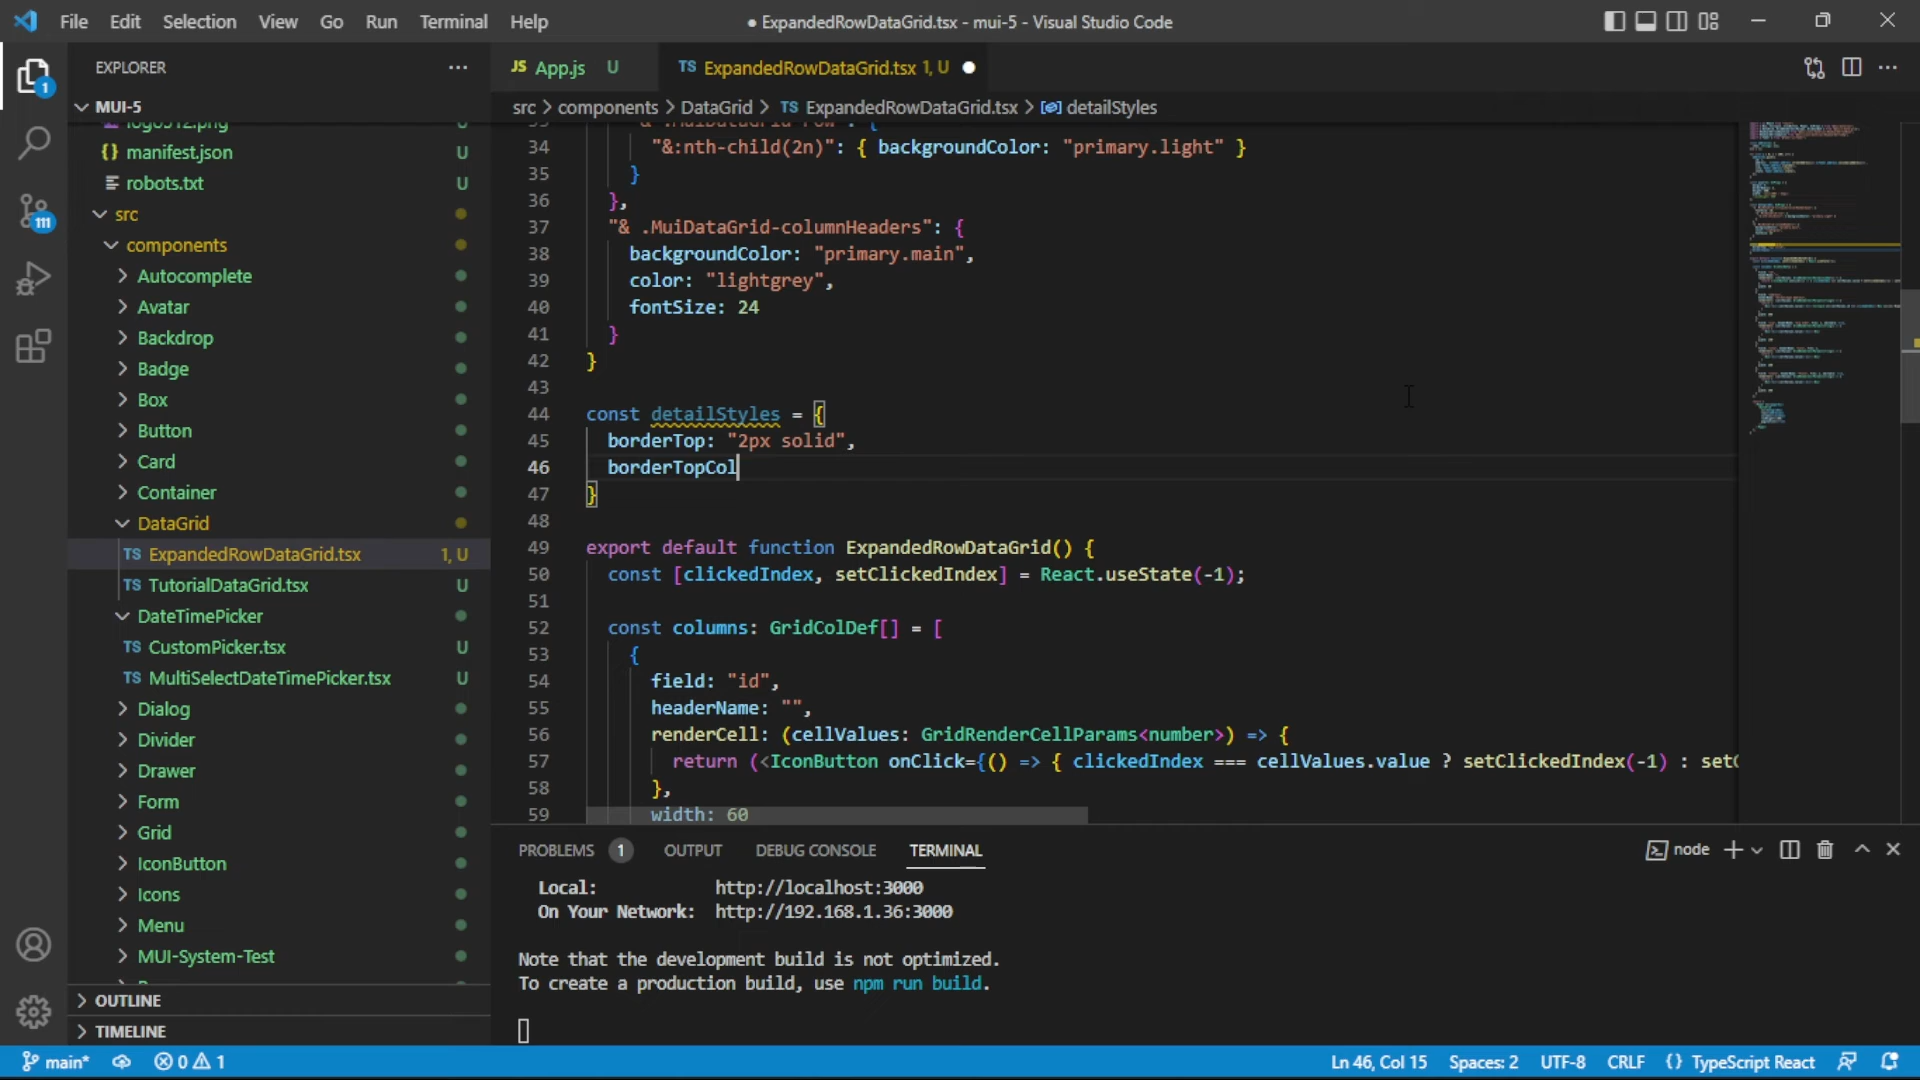 File Edit Selection View Go Run Terminal Help
● ExpandedRowDataGrid.tsx - mui-5 - Visual Studio Code
EXPLORER
JS App.js U
TS ExpandedRowDataGrid.tsx 1, U
MUI-5
src > components > DataGrid > TS ExpandedRowDataGrid.tsx > detailStyles
logo512.png
{} manifest.json U
robots.txt U
src
components
Autocomplete
Avatar
Backdrop
Badge
Box
Button
Card
Container
DataGrid
TS ExpandedRowDataGrid.tsx 1, U
TS TutorialDataGrid.tsx U
DateTimePicker
TS CustomPicker.tsx U
TS MultiSelectDateTimePicker.tsx U
Dialog
Divider
Drawer
Form
Grid
IconButton
Icons
Menu
MUI-System-Test
OUTLINE
TIMELINE
1
111
34 "&:nth-child(2n)": { backgroundColor: "primary.light" }
35 }
36 },
37 "& .MuiDataGrid-columnHeaders": {
38 backgroundColor: "primary.main",
39 color: "lightgrey",
40 fontSize: 24
41 }
42 }
43
44 const detailStyles = {
45 borderTop: "2px solid",
46 borderTopCol
47 }
48
49 export default function ExpandedRowDataGrid() {
50 const [clickedIndex, setClickedIndex] = React.useState(-1);
51
52 const columns: GridColDef[] = [
53 {
54 field: "id",
55 headerName: "",
56 renderCell: (cellValues: GridRenderCellParams<number>) => {
57 return (<IconButton onClick={() => { clickedIndex === cellValues.value ? setClickedIndex(-1) : set
58 },
59 width: 60
PROBLEMS 1 OUTPUT DEBUG CONSOLE TERMINAL
node
Local: http://localhost:3000
On Your Network: http://192.168.1.36:3000
Note that the development build is not optimized.
To create a production build, use npm run build.
main* 0 1
Ln 46, Col 15 Spaces: 2 UTF-8 CRLF {} TypeScript React